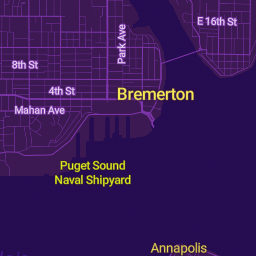 E 16th St
Park Ave
8th St
4th St
Bremerton
Mahan Ave
Puget Sound
Naval Shipyard
Annapolis